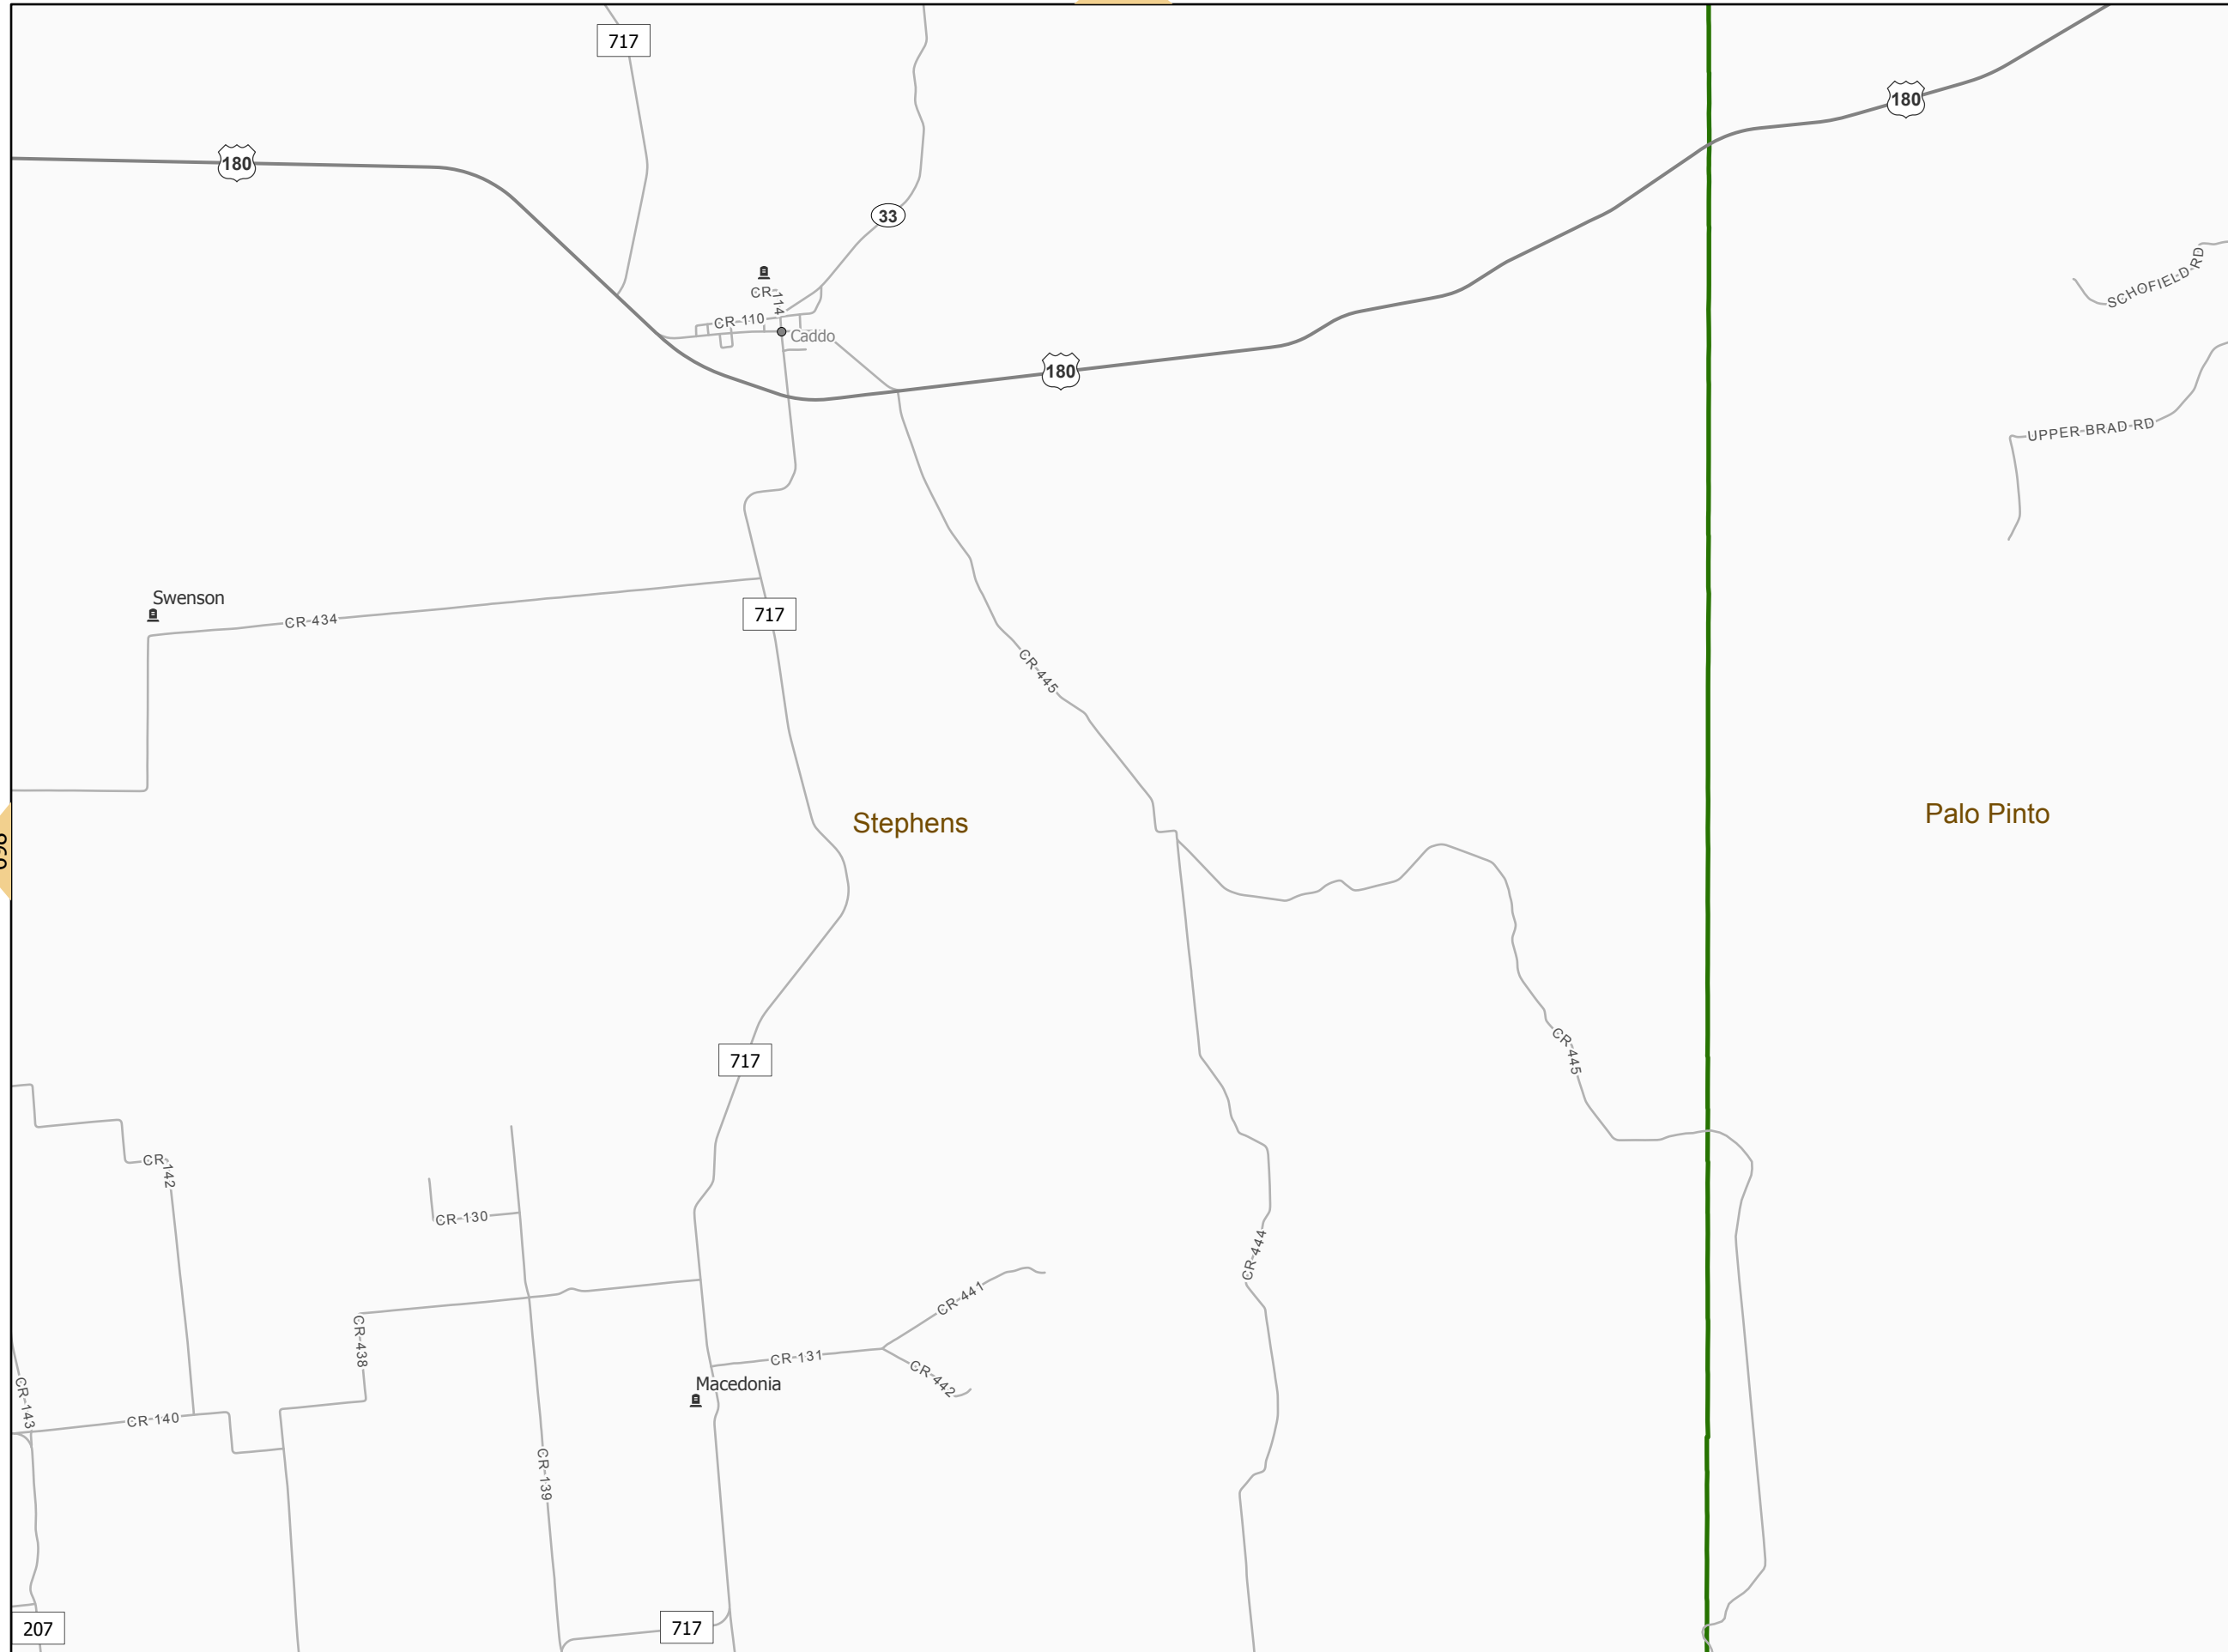 717
180
180
33
CR-114
CR-110
Caddo
180
SCHOFIELD-RD
UPPER-BRAD-RD
Swenson
CR-434
717
CR-445
Stephens
Palo Pinto
CR-445
717
CR-142
CR-130
CR-444
CR-441
CR-438
CR-131
CR-442
Macedonia
CR-143
CR-140
CR-139
717
207